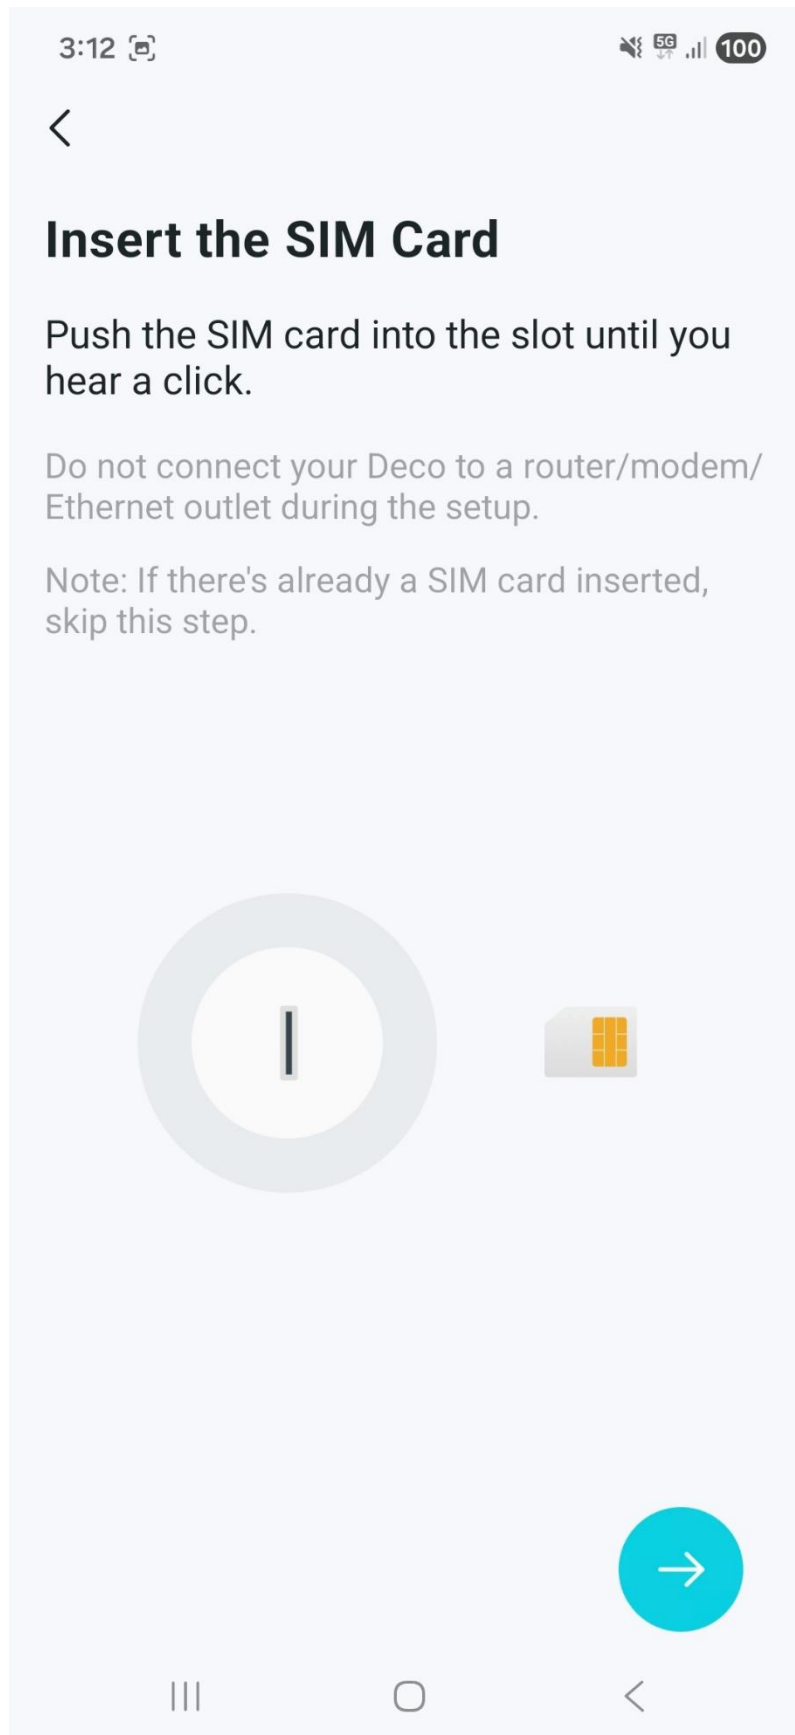 3:12
5G
100
Insert the SIM Card
Push the SIM card into the slot until you
hear a click.
Do not connect your Deco to a router/modem/
Ethernet outlet during the setup.
Note: If there's already a SIM card inserted,
skip this step.